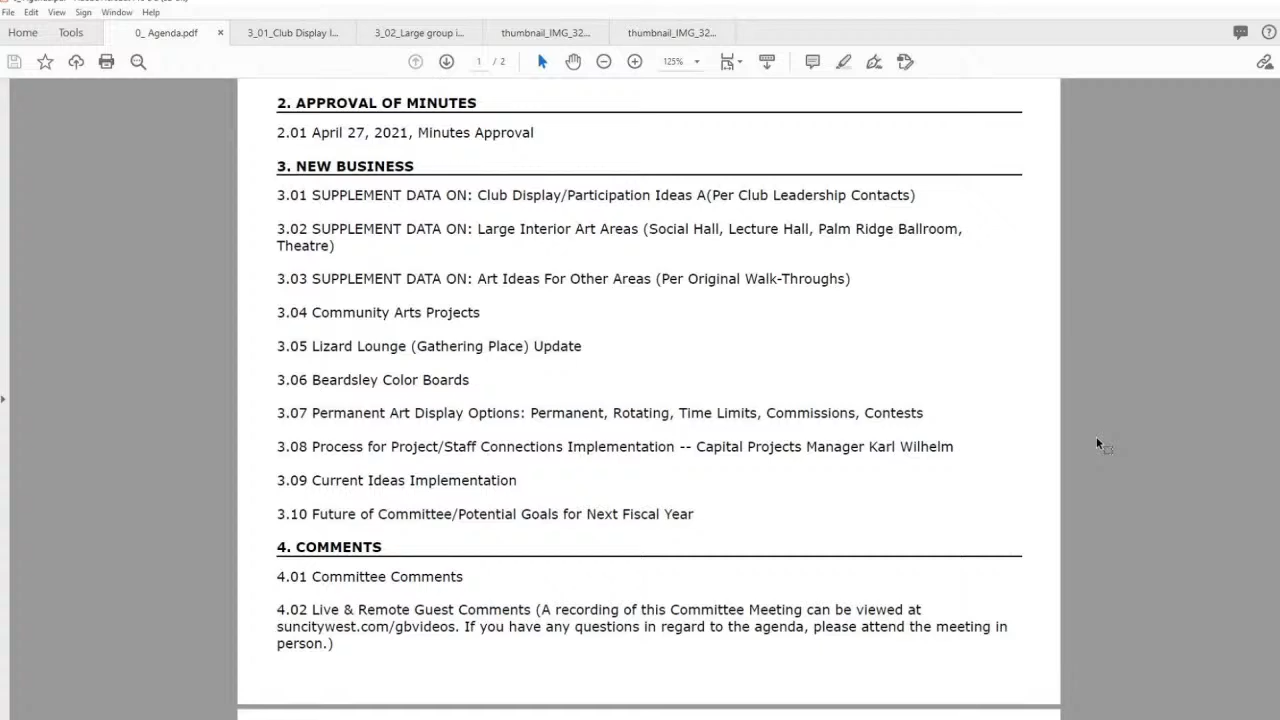 File Edit View Sign Window Help
Home Tools 0_ Agenda.pdf × 3_01_Club Display I... 3_02_Large group i... thumbnail_IMG_32... thumbnail_IMG_32...
1 / 2 125%
2. APPROVAL OF MINUTES
2.01 April 27, 2021, Minutes Approval
3. NEW BUSINESS
3.01 SUPPLEMENT DATA ON: Club Display/Participation Ideas A(Per Club Leadership Contacts)
3.02 SUPPLEMENT DATA ON: Large Interior Art Areas (Social Hall, Lecture Hall, Palm Ridge Ballroom,
Theatre)
3.03 SUPPLEMENT DATA ON: Art Ideas For Other Areas (Per Original Walk-Throughs)
3.04 Community Arts Projects
3.05 Lizard Lounge (Gathering Place) Update
3.06 Beardsley Color Boards
3.07 Permanent Art Display Options: Permanent, Rotating, Time Limits, Commissions, Contests
3.08 Process for Project/Staff Connections Implementation -- Capital Projects Manager Karl Wilhelm
3.09 Current Ideas Implementation
3.10 Future of Committee/Potential Goals for Next Fiscal Year
4. COMMENTS
4.01 Committee Comments
4.02 Live & Remote Guest Comments (A recording of this Committee Meeting can be viewed at
suncitywest.com/gbvideos. If you have any questions in regard to the agenda, please attend the meeting in
person.)